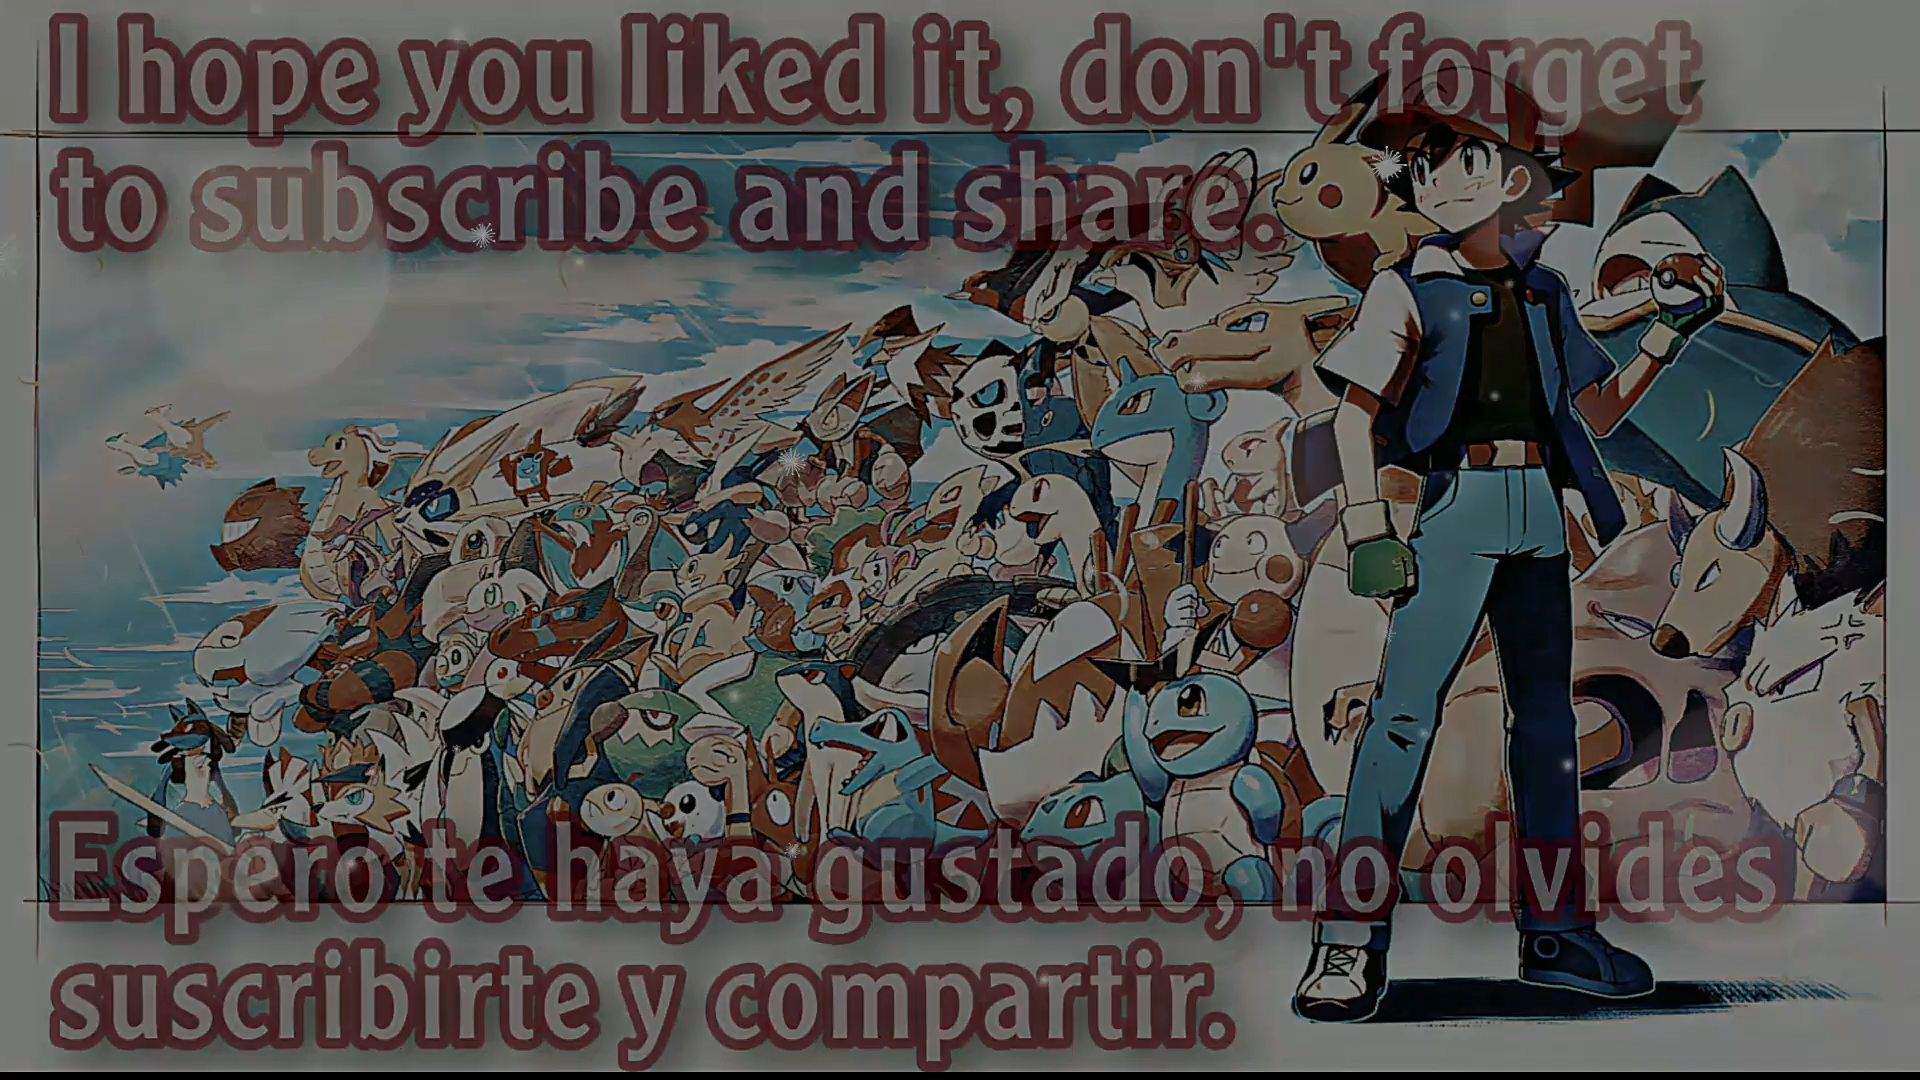 I hope you liked it, don't forget
to subscribe and share.
Espero te haya gustado, no olvides
suscribirte y compartir.